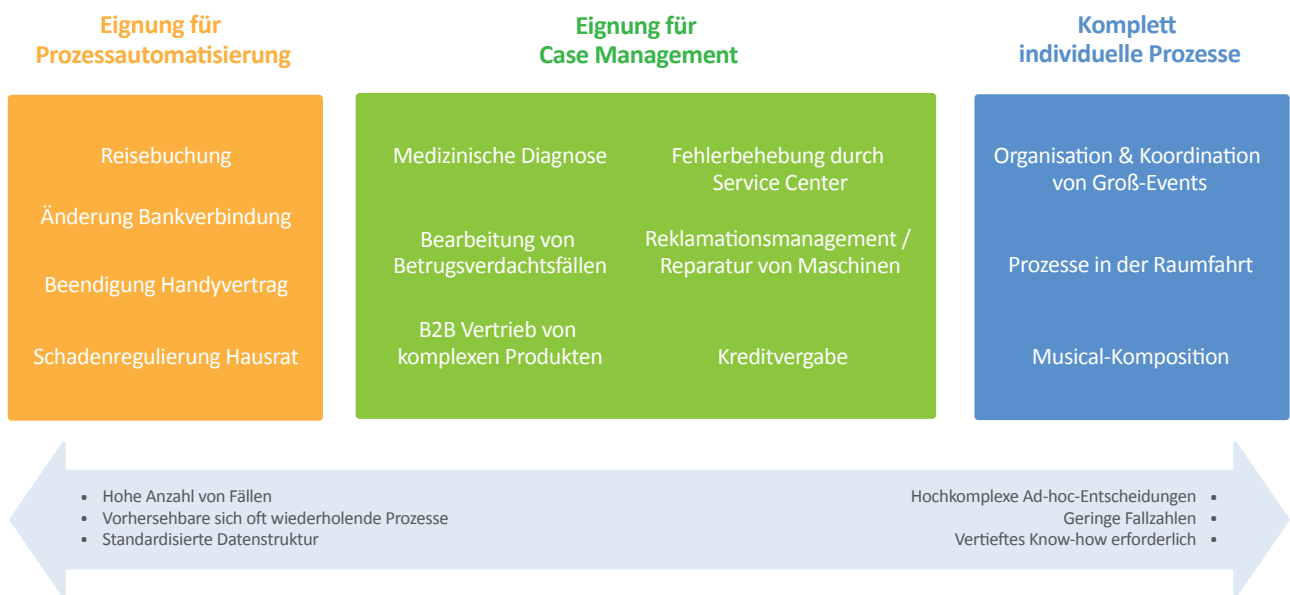 Eignung für
Prozessautomatisierung
Eignung für
Case Management
Komplett
individuelle Prozesse
Reisebuchung
Änderung Bankverbindung
Beendigung Handyvertrag
Schadenregulierung Hausrat
Medizinische Diagnose
Bearbeitung von
Betrugsverdachtsfällen
B2B Vertrieb von
komplexen Produkten
Fehlerbehebung durch
Service Center
Reklamationsmanagement /
Reparatur von Maschinen
Kreditvergabe
Organisation & Koordination
von Groß-Events
Prozesse in der Raumfahrt
Musical-Komposition
• Hohe Anzahl von Fällen
• Vorhersehbare sich oft wiederholende Prozesse
• Standardisierte Datenstruktur
Hochkomplexe Ad-hoc-Entscheidungen •
Geringe Fallzahlen •
Vertieftes Know-how erforderlich •